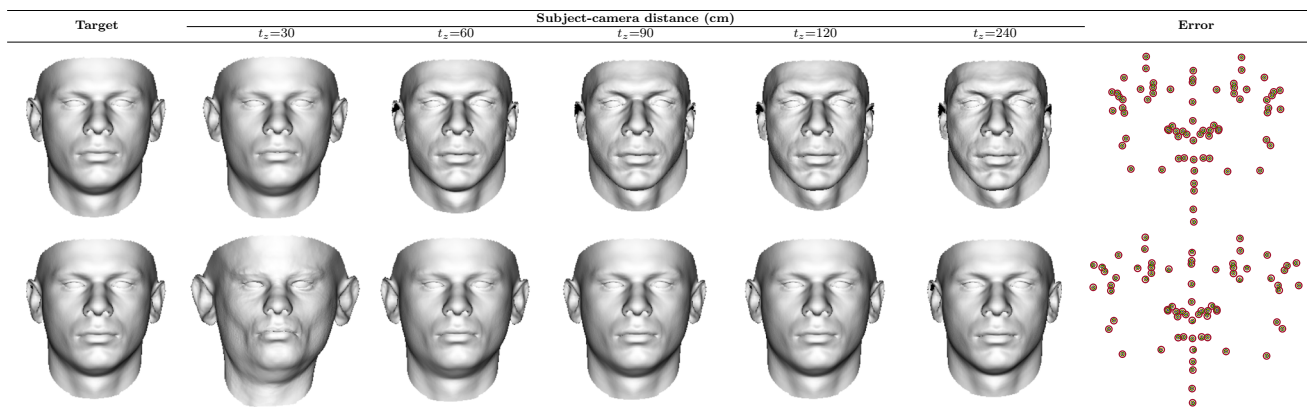 Target
Subject-camera distance (cm)
Error
t_z=30
t_z=60
t_z=90
t_z=120
t_z=240